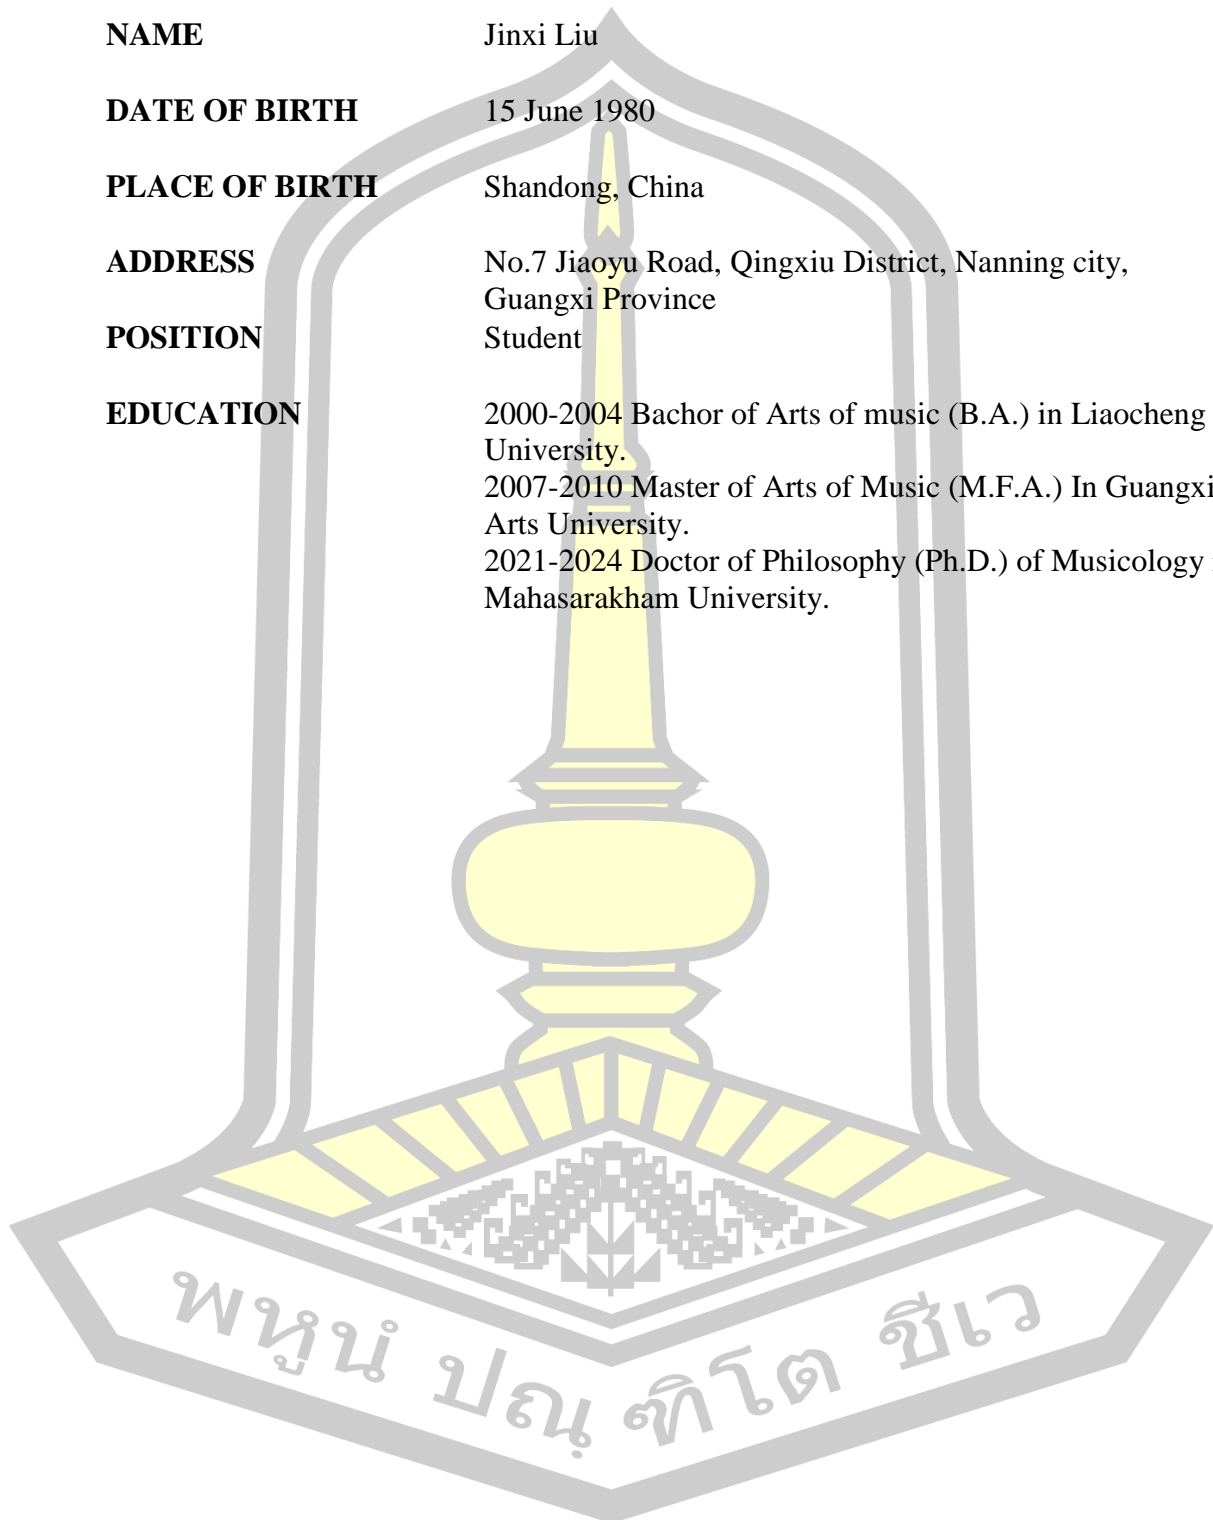 NAME Jinxi Liu
DATE OF BIRTH 15 June 1980
PLACE OF BIRTH Shandong, China
ADDRESS No.7 Jiaoyu Road, Qingxiu District, Nanning city,
Guangxi Province
POSITION Student
EDUCATION 2000-2004 Bachor of Arts of music (B.A.) in Liaocheng
University.
2007-2010 Master of Arts of Music (M.F.A.) In Guangxi
Arts University.
2021-2024 Doctor of Philosophy (Ph.D.) of Musicology
Mahasarakham University.
พหูนํ ปณฺ ฑิโต ชีเว